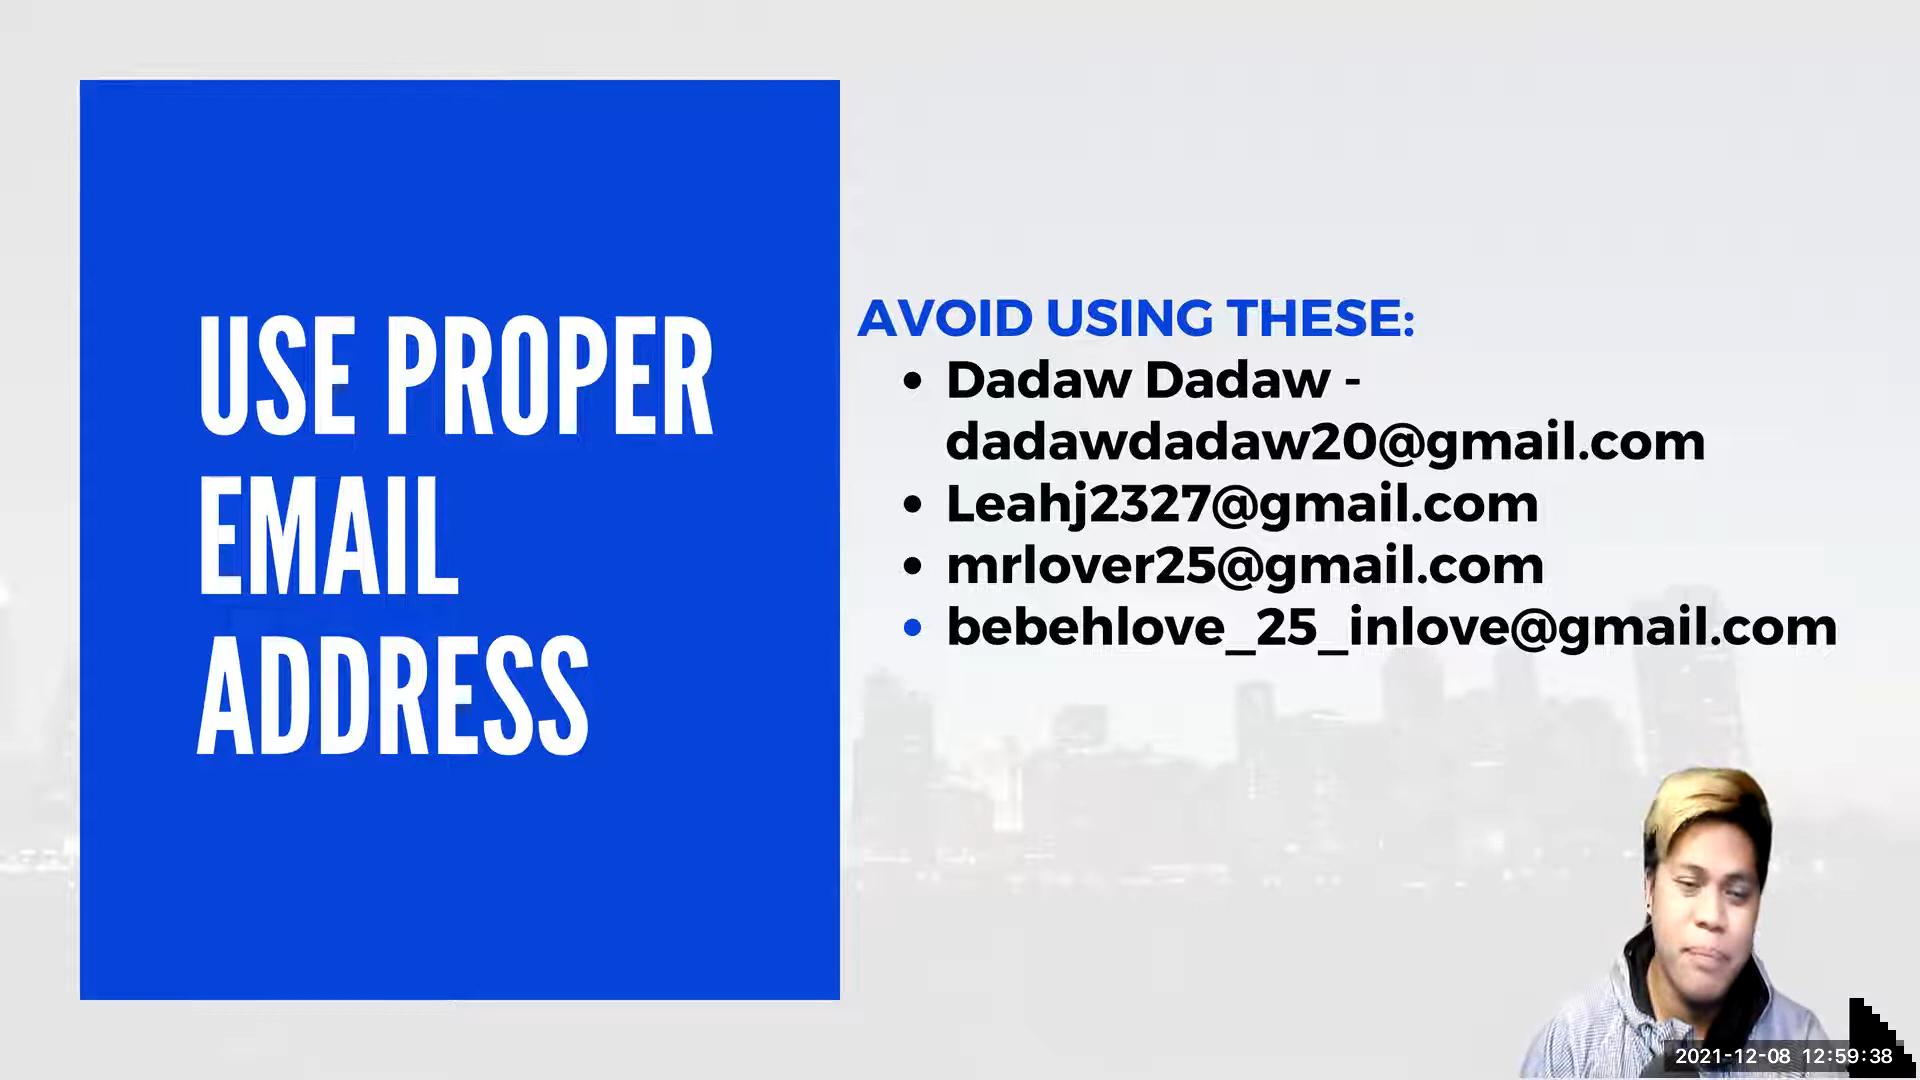 USE PROPER
EMAIL
ADDRESS
AVOID USING THESE:
Dadaw Dadaw -
dadawdadaw20@gmail.com
Leahj2327@gmail.com
mrlover25@gmail.com
bebehlove_25_inlove@gmail.com
2021-12-08 12:59:38